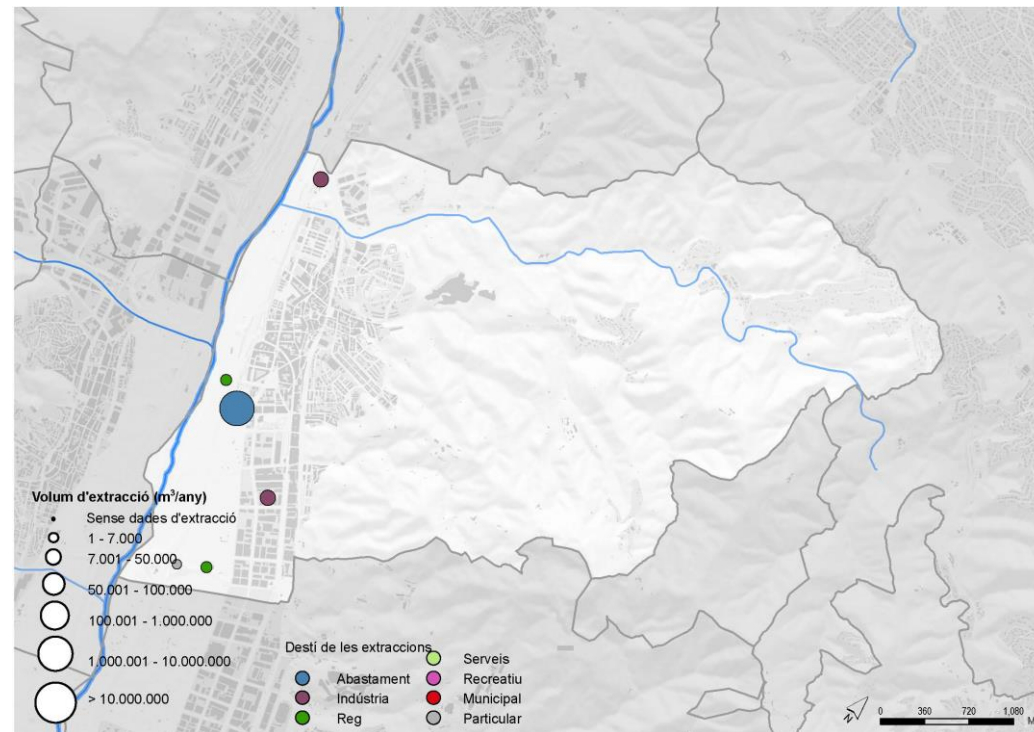 Volum d'extracció (m³/any)
Sense dades d'extracció
1 - 7.000
7.001 - 50.000
50.001 - 100.000
100.001 - 1.000.000
1.000.001 - 10.000.000
> 10.000.000
Destí de les extraccions
Abastament
Indústria
Reg
Serveis
Recreatiu
Municipal
Particular
N
0 360 720 1,080
M